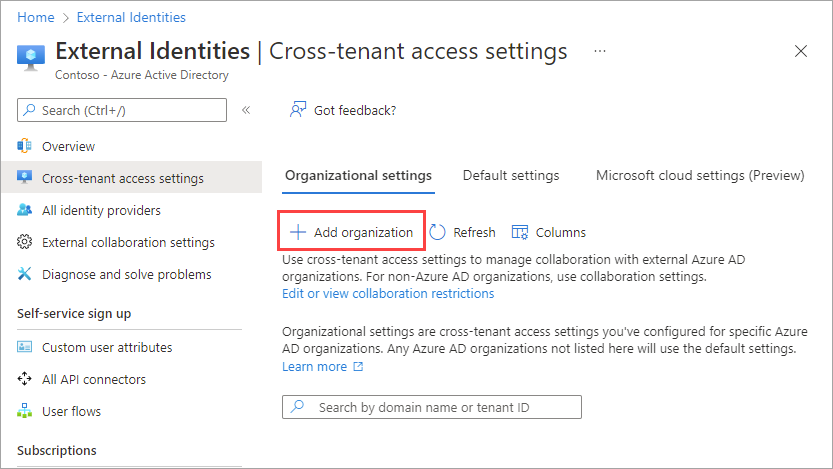 Home > External Identities
External Identities | Cross-tenant access settings ...
Contoso - Azure Active Directory
Search (Ctrl+/) «
Got feedback?
Overview
Cross-tenant access settings
All identity providers
External collaboration settings
Diagnose and solve problems
Self-service sign up
Custom user attributes
All API connectors
User flows
Subscriptions
Organizational settings Default settings Microsoft cloud settings (Preview)
Add organization Refresh Columns
Use cross-tenant access settings to manage collaboration with external Azure AD
organizations. For non-Azure AD organizations, use collaboration settings.
Edit or view collaboration restrictions
Organizational settings are cross-tenant access settings you've configured for specific Azure
AD organizations. Any Azure AD organizations not listed here will use the default settings.
Learn more
Search by domain name or tenant ID